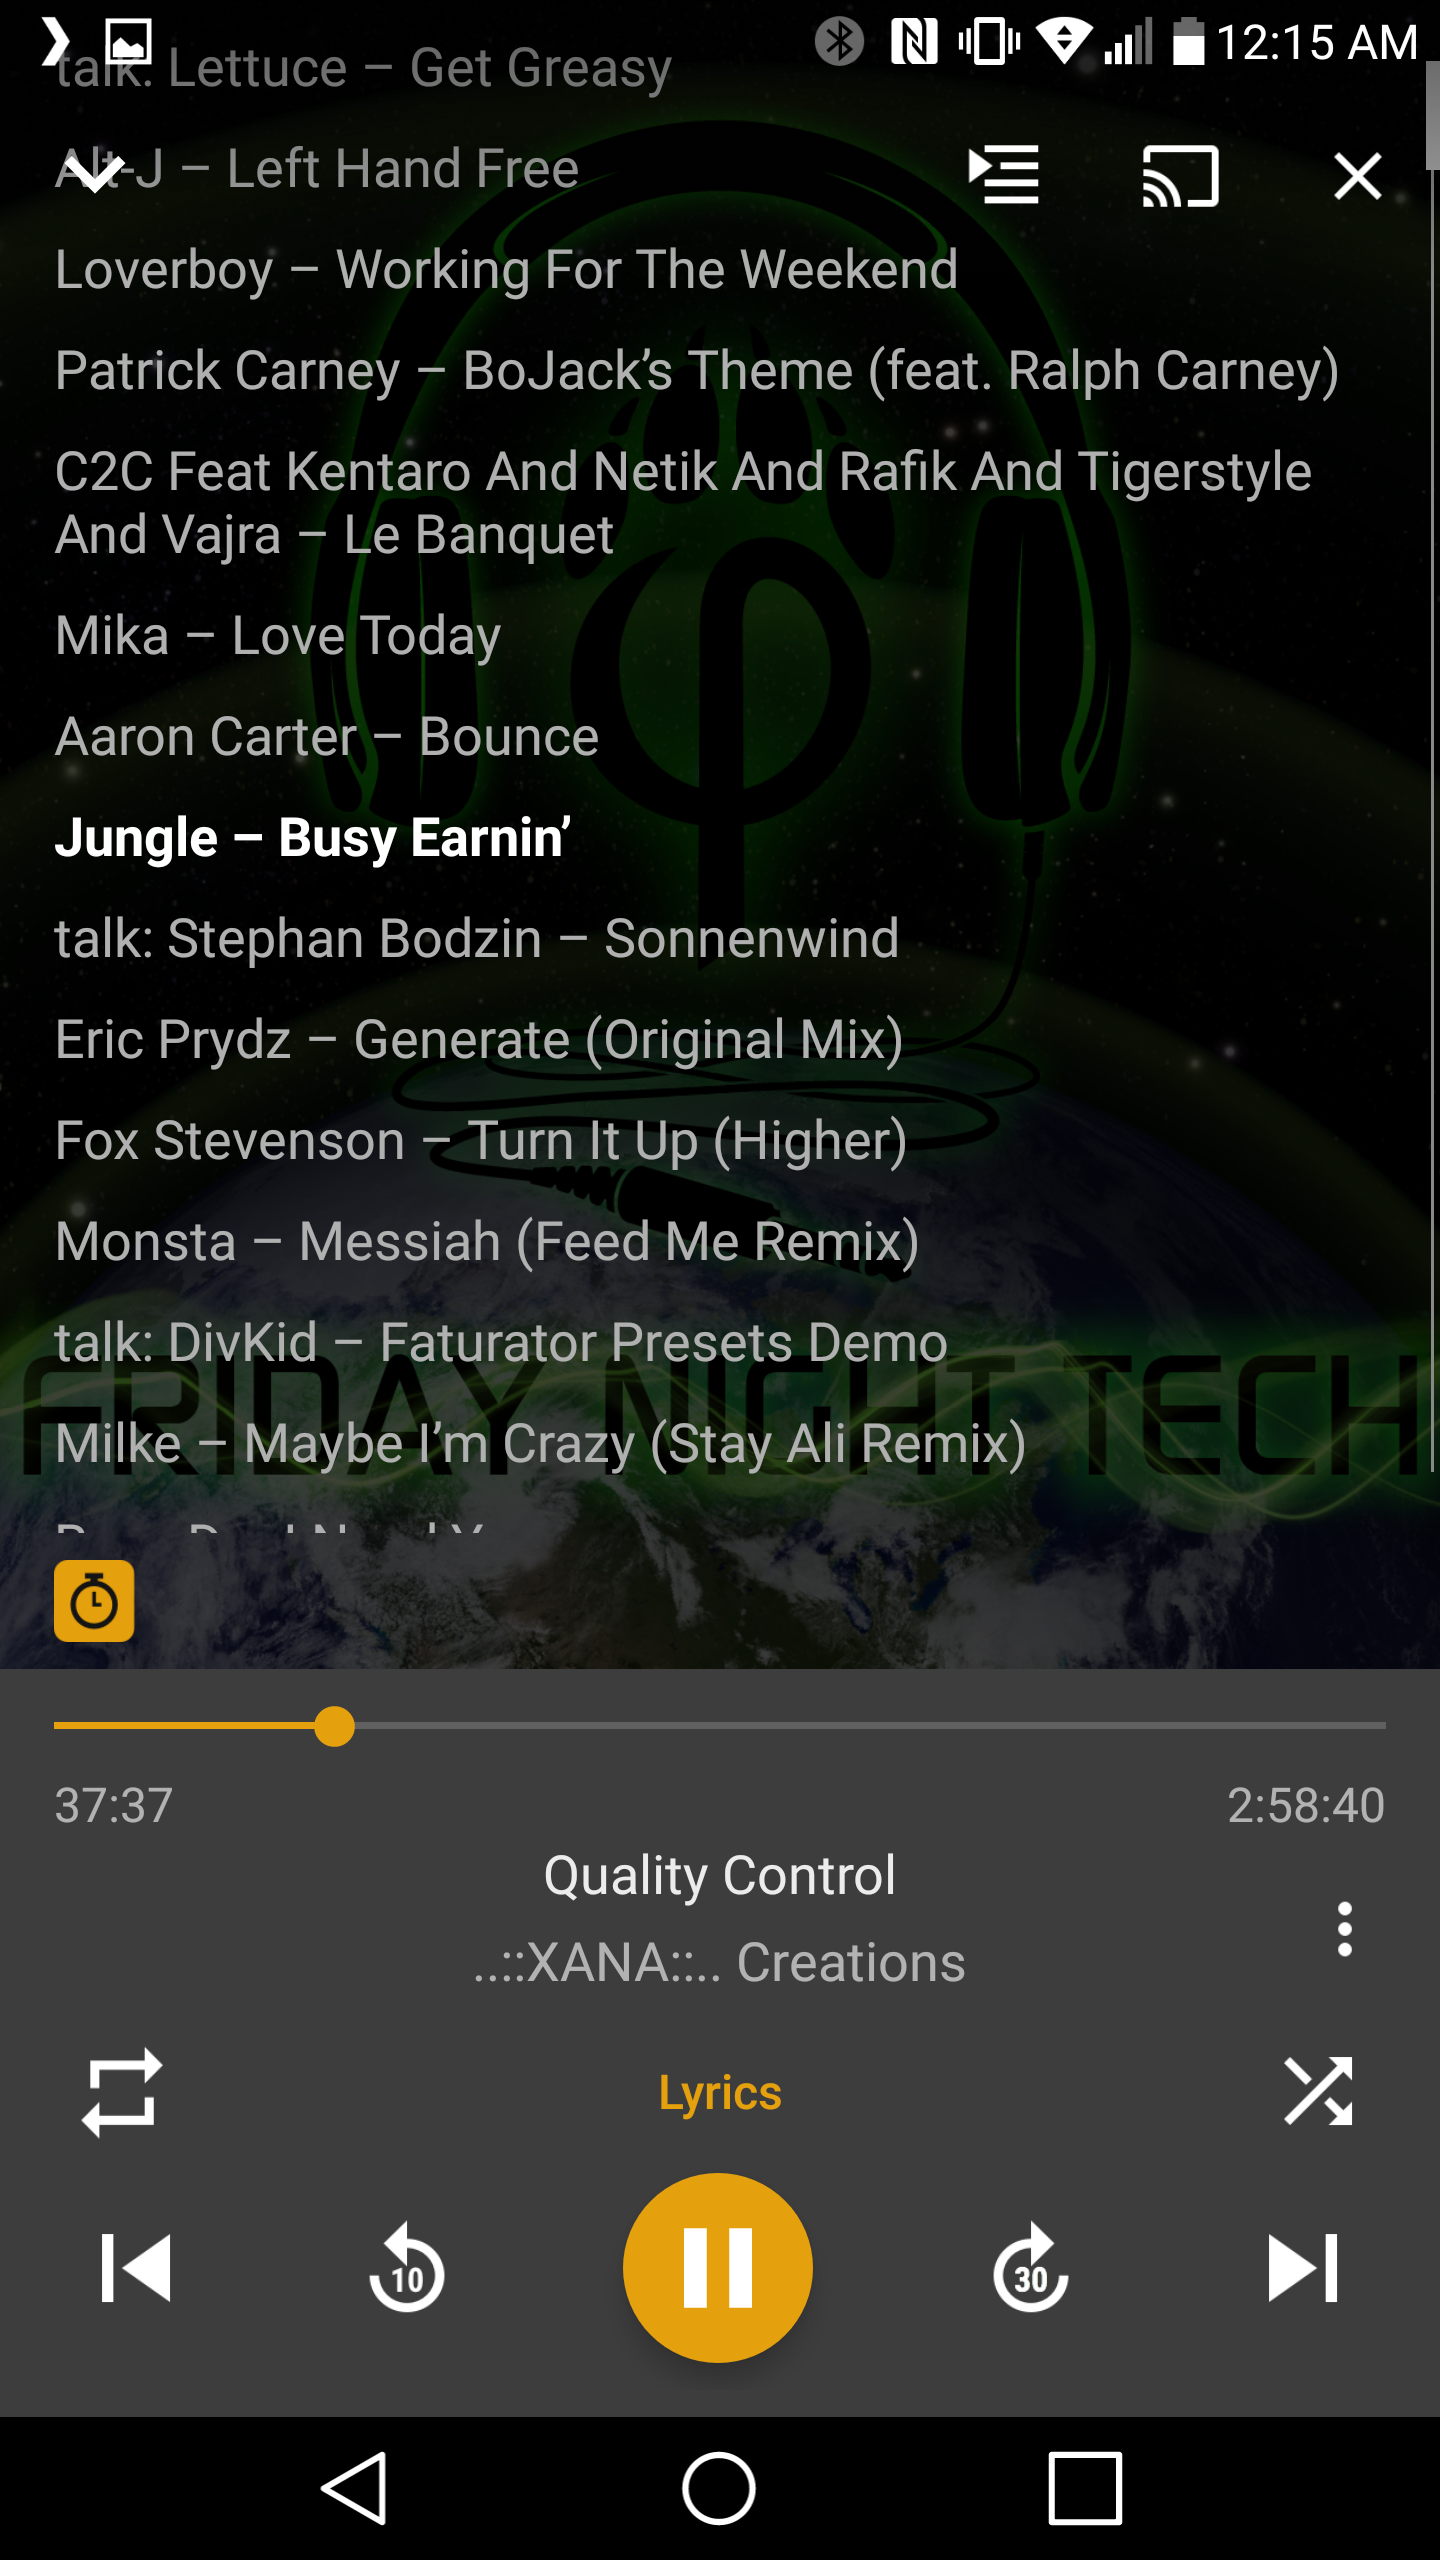 12:15 AM
talk: Lettuce – Get Greasy
Alt-J – Left Hand Free
Loverboy – Working For The Weekend
Patrick Carney – BoJack’s Theme (feat. Ralph Carney)
C2C Feat Kentaro And Netik And Rafik And Tigerstyle
And Vajra – Le Banquet
Mika – Love Today
Aaron Carter – Bounce
Jungle – Busy Earnin’
talk: Stephan Bodzin – Sonnenwind
Eric Prydz – Generate (Original Mix)
Fox Stevenson – Turn It Up (Higher)
Monsta – Messiah (Feed Me Remix)
talk: DivKid – Faturator Presets Demo
FRIDAY NIGHT TECH
Milke – Maybe I’m Crazy (Stay Ali Remix)
37:37
2:58:40
Quality Control
..::XANA::.. Creations
Lyrics
10
30